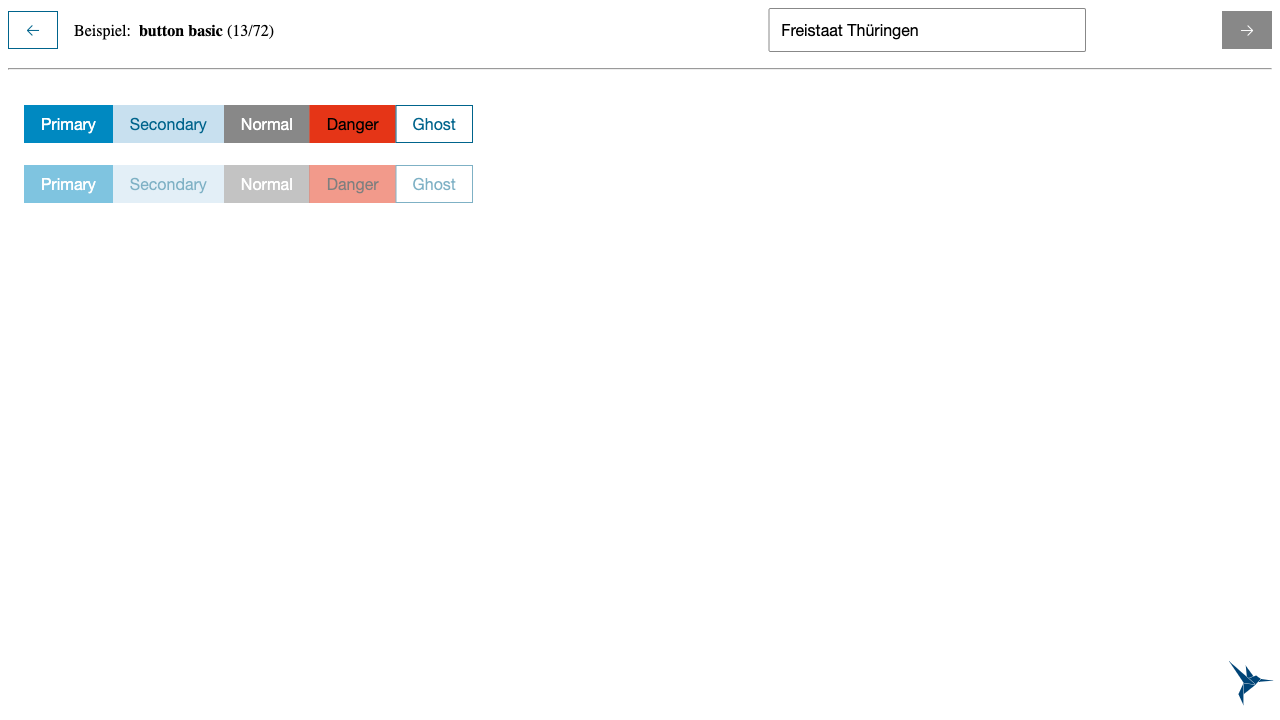 ← Beispiel: button basic (13/72) Freistaat Thüringen →
Primary Secondary Normal Danger Ghost
Primary Secondary Normal Danger Ghost